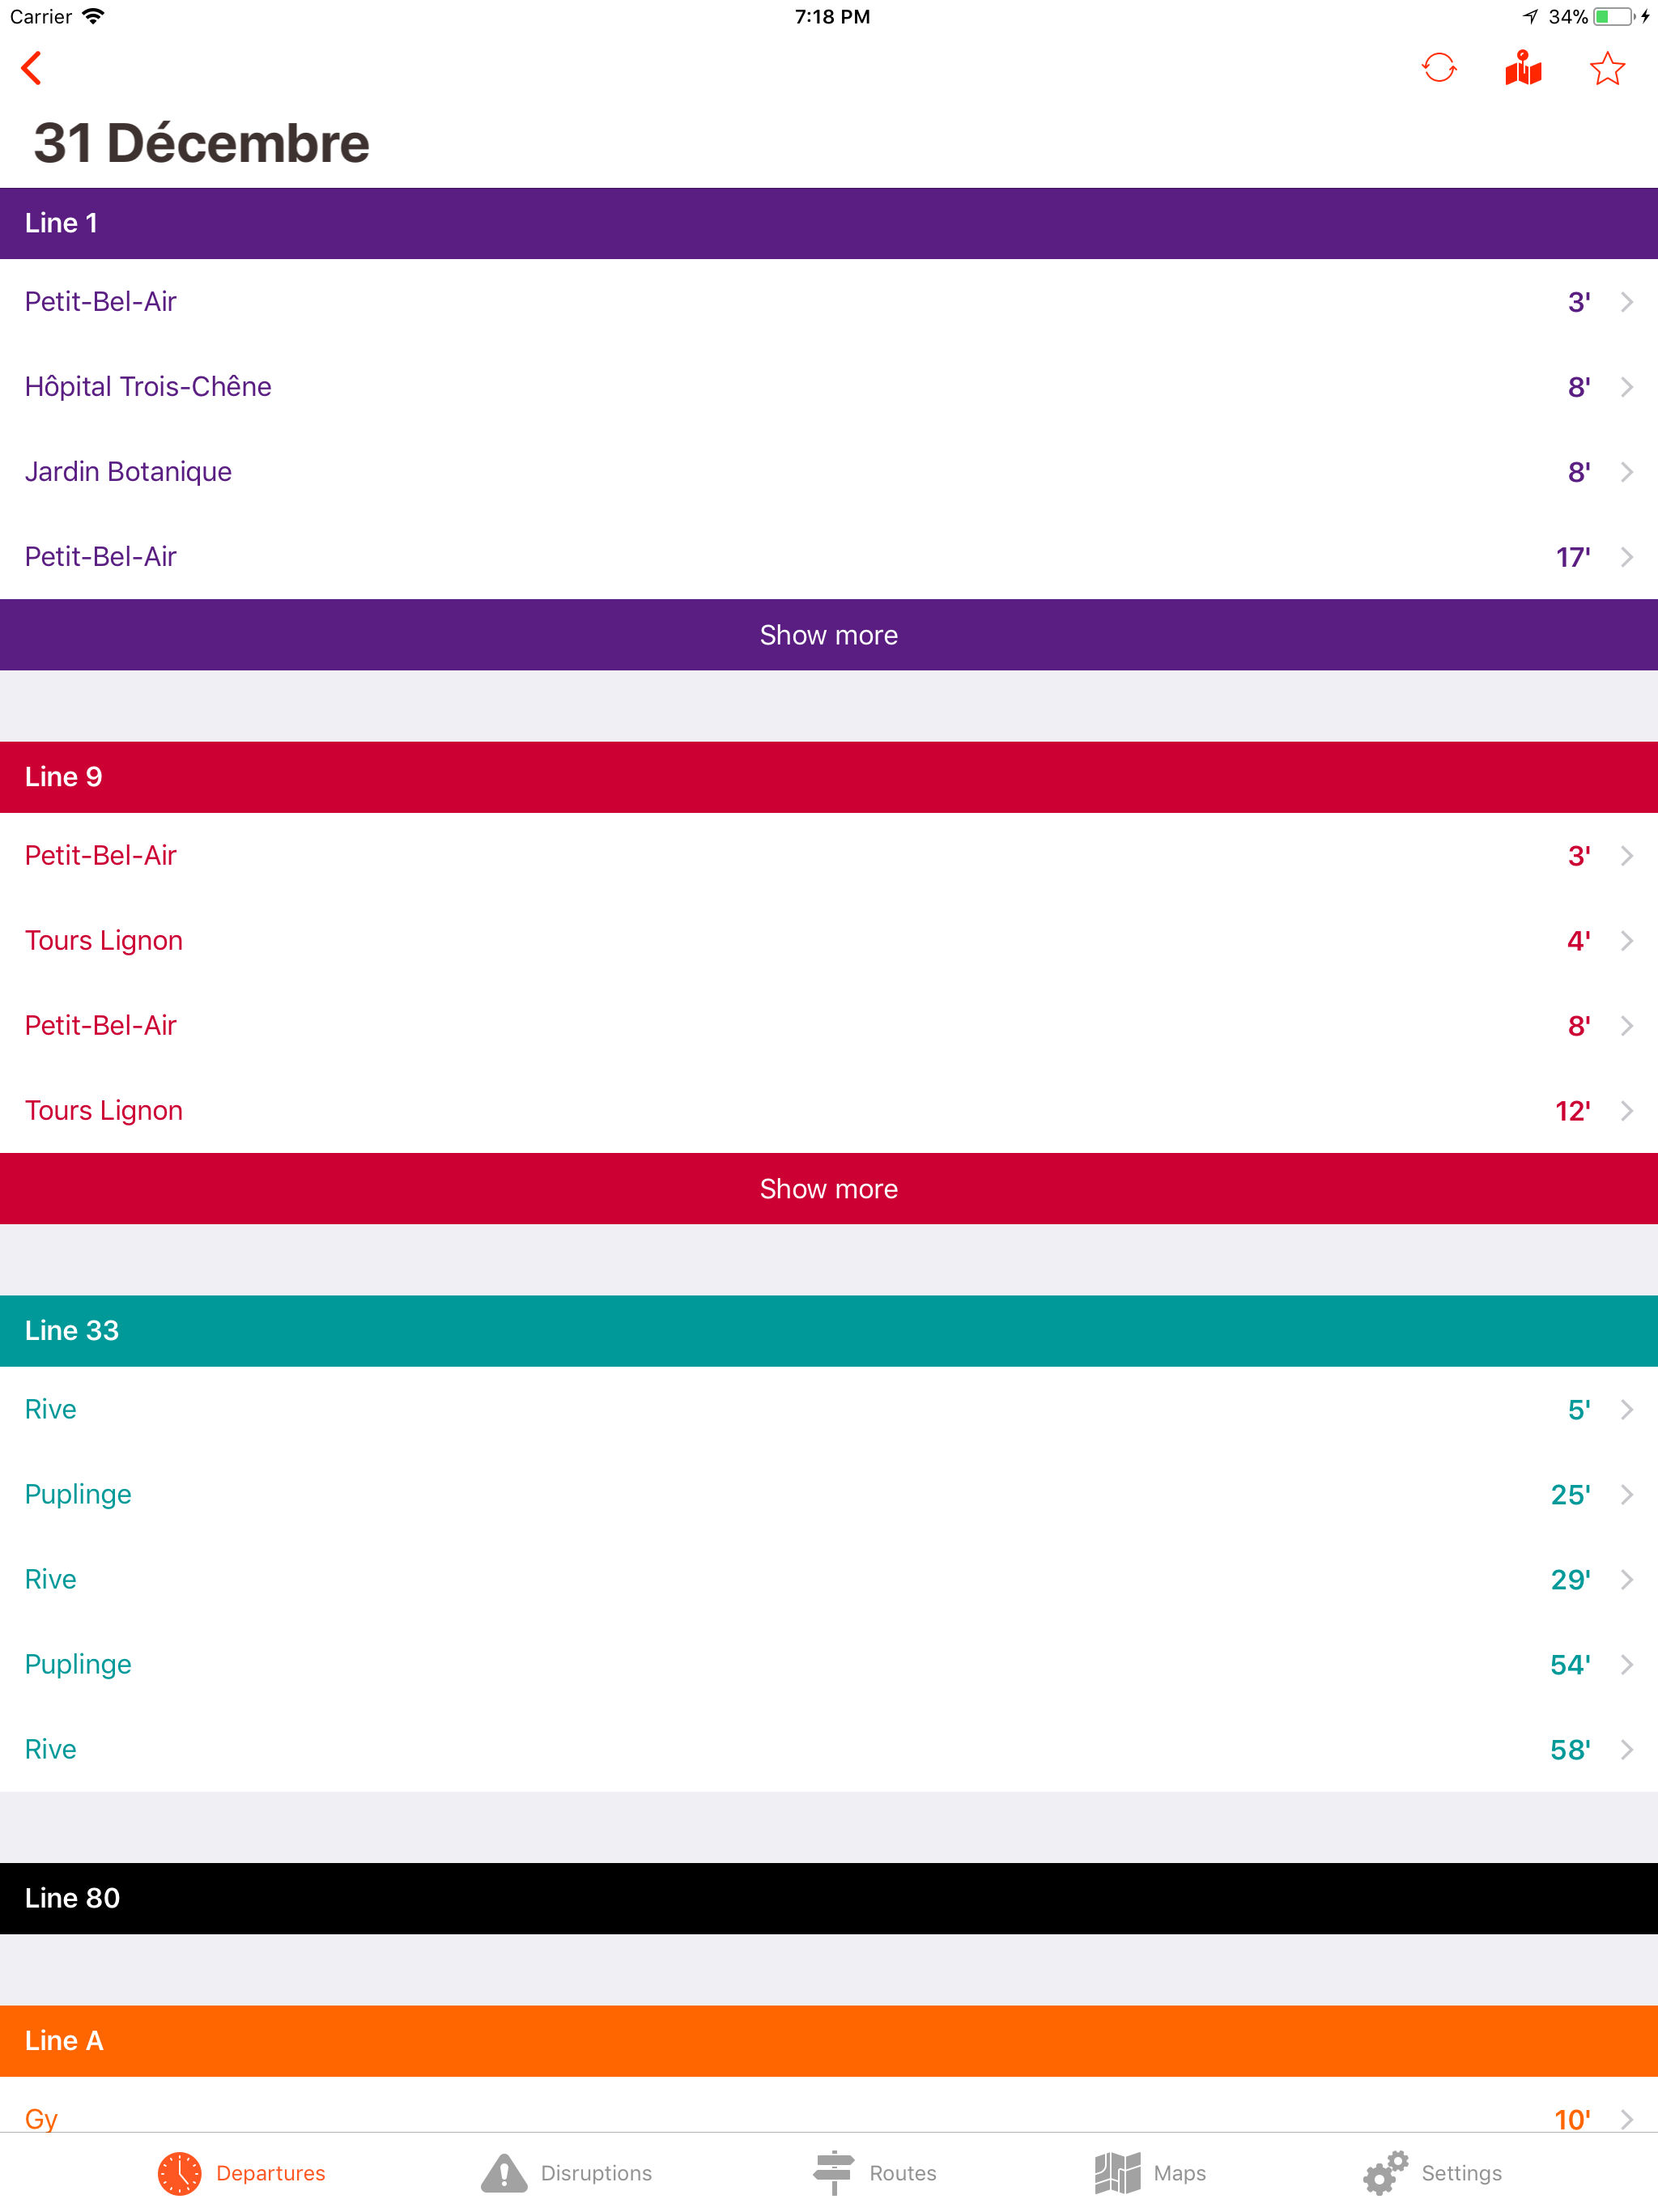 Carrier 7:18 PM 34%
31 Décembre
Line 1
Petit-Bel-Air 3'
Hôpital Trois-Chêne 8'
Jardin Botanique 8'
Petit-Bel-Air 17'
Show more
Line 9
Petit-Bel-Air 3'
Tours Lignon 4'
Petit-Bel-Air 8'
Tours Lignon 12'
Show more
Line 33
Rive 5'
Puplinge 25'
Rive 29'
Puplinge 54'
Rive 58'
Line 80
Line A
Gy 10'
Departures Disruptions Routes Maps Settings